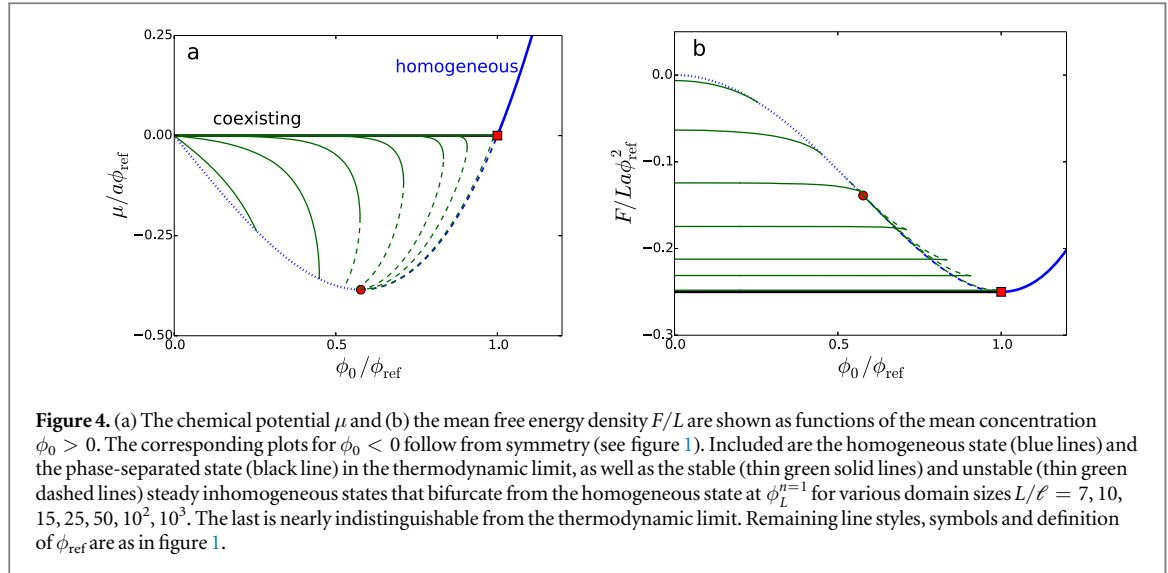 a
b
homogeneous
coexisting
0.25
0.00
−0.25
−0.50
0.0
0.5
1.0
μ/aϕref
ϕ0/ϕref
0.0
−0.1
−0.2
−0.3
0.0
0.5
1.0
F/Laϕ²ref
ϕ0/ϕref
Figure 4. (a) The chemical potential μ and (b) the mean free energy density F/L are shown as functions of the mean concentration
ϕ0 > 0. The corresponding plots for ϕ0 < 0 follow from symmetry (see figure 1). Included are the homogeneous state (blue lines) and
the phase-separated state (black line) in the thermodynamic limit, as well as the stable (thin green solid lines) and unstable (thin green
dashed lines) steady inhomogeneous states that bifurcate from the homogeneous state at ϕ_L^{n=1} for various domain sizes L/ℓ = 7, 10,
15, 25, 50, 10², 10³. The last is nearly indistinguishable from the thermodynamic limit. Remaining line styles, symbols and definition
of ϕref are as in figure 1.